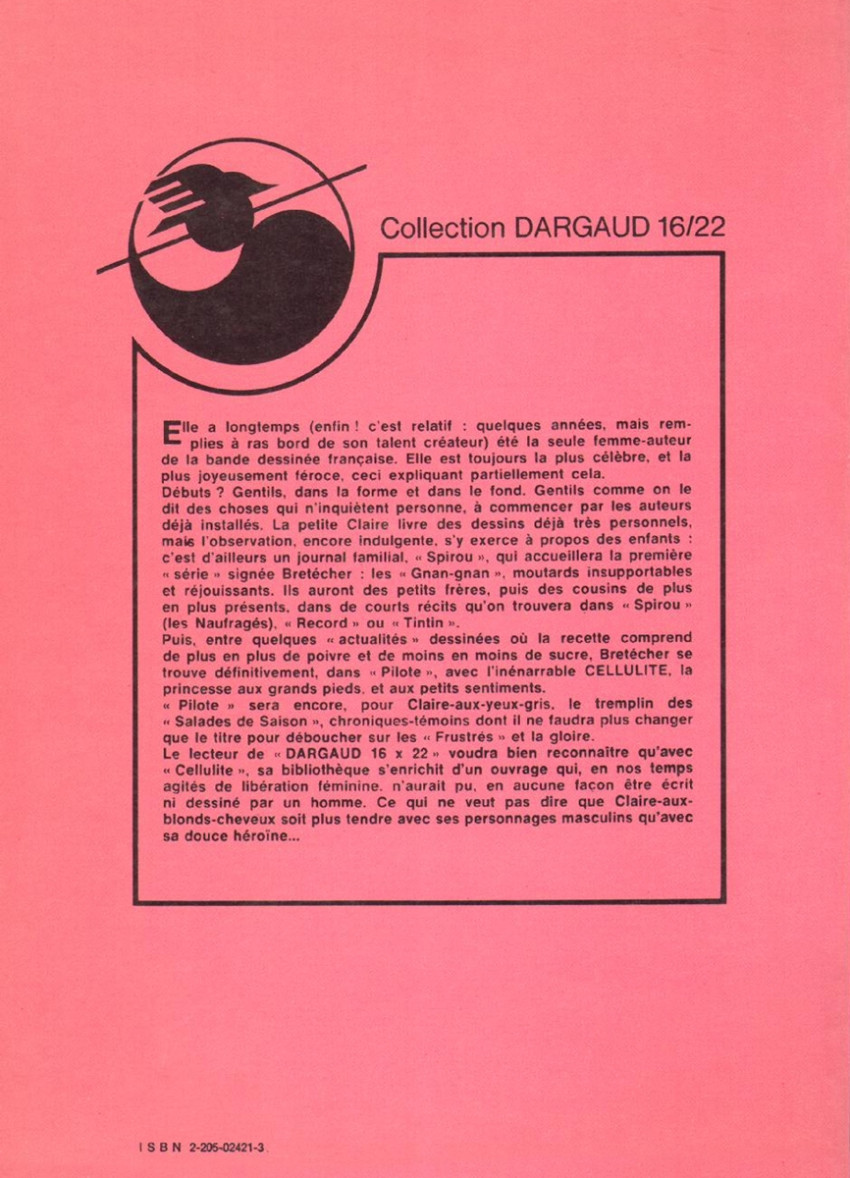 Collection DARGAUD 16/22
Elle a longtemps (enfin ! c'est relatif : quelques années, mais rem-
plies à ras bord de son talent créateur) été la seule femme-auteur
de la bande dessinée française. Elle est toujours la plus célèbre, et la
plus joyeusement féroce, ceci expliquant partiellement cela.
Débuts ? Gentils, dans la forme et dans le fond. Gentils comme on le
dit des choses qui n'inquiètent personne, à commencer par les auteurs
déjà installés. La petite Claire livre des dessins déjà très personnels,
mais l'observation, encore indulgente, s'y exerce à propos des enfants :
c'est d'ailleurs un journal familial, « Spirou », qui accueillera la première
« série » signée Bretécher : les « Gnan-gnan », moutards insupportables
et réjouissants. Ils auront des petits frères, puis des cousins de plus
en plus présents, dans de courts récits qu'on trouvera dans « Spirou »
(les Naufragés), « Record » ou « Tintin ».
Puis, entre quelques « actualités » dessinées où la recette comprend
de plus en plus de poivre et de moins en moins de sucre, Bretécher se
trouve définitivement, dans « Pilote », avec l'inénarrable CELLULITE, la
princesse aux grands pieds, et aux petits sentiments.
« Pilote » sera encore, pour Claire-aux-yeux-gris, le tremplin des
« Salades de Saison », chroniques-témoins dont il ne faudra plus changer
que le titre pour déboucher sur les « Frustrés » et la gloire.
Le lecteur de « DARGAUD 16 x 22 » voudra bien reconnaître qu'avec
« Cellulite », sa bibliothèque s'enrichit d'un ouvrage qui, en nos temps
agités de libération féminine, n'aurait pu, en aucune façon être écrit
ni dessiné par un homme. Ce qui ne veut pas dire que Claire-aux-
blonds-cheveux soit plus tendre avec ses personnages masculins qu'avec
sa douce héroïne...
ISBN 2-205-02421-3